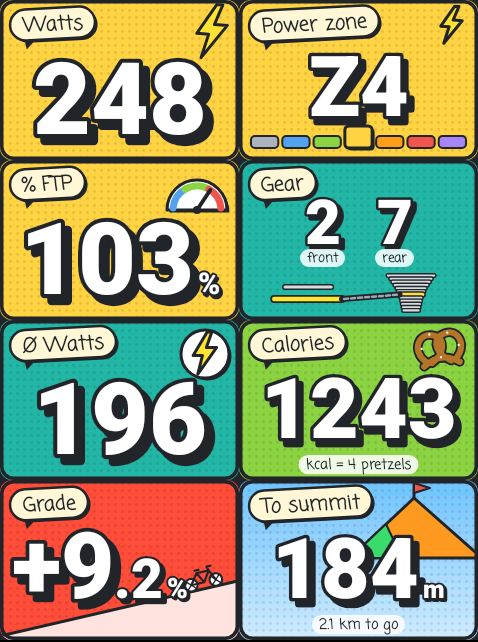 Watts
248
Power zone
Z4
% FTP
103%
Gear
2 7
front rear
Ø Watts
196
Calories
1243
kcal = 4 pretzels
Grade
+9.2%
To summit
184m
2.1 km to go